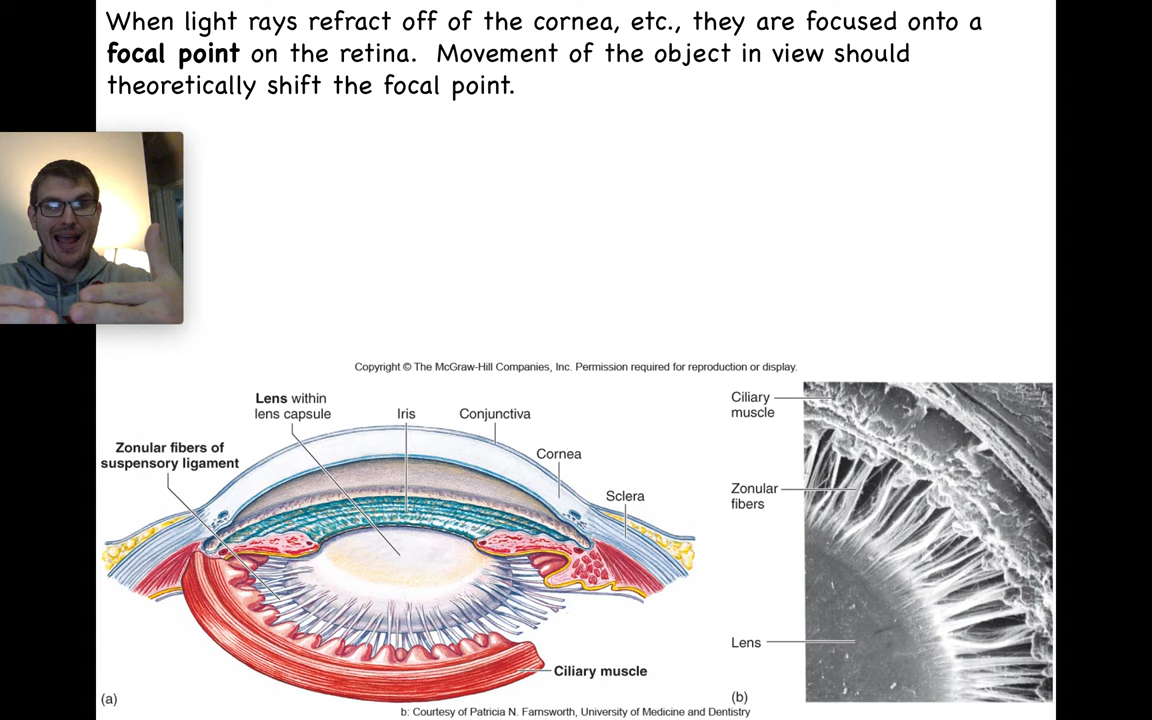 When light rays refract off of the cornea, etc., they are focused onto a
focal point on the retina. Movement of the object in view should
theoretically shift the focal point.
Copyright © The McGraw-Hill Companies, Inc. Permission required for reproduction or display.
Lens within
lens capsule
Iris
Conjunctiva
Zonular fibers of
suspensory ligament
Cornea
Sclera
Ciliary muscle
(a)
Ciliary
muscle
Zonular
fibers
Lens
(b)
b: Courtesy of Patricia N. Farnsworth, University of Medicine and Dentistry